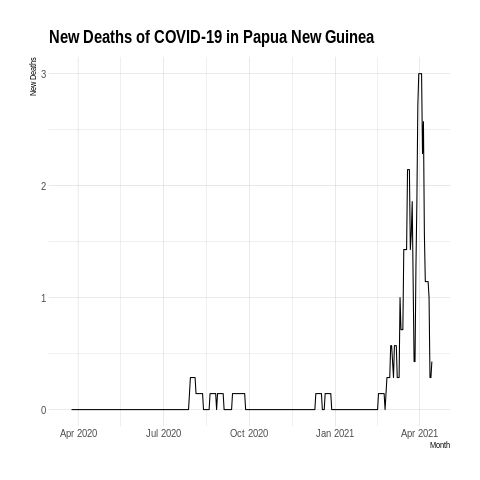 New Deaths of COVID-19 in Papua New Guinea
New Deaths
3
2
1
0
Apr 2020 Jul 2020 Oct 2020 Jan 2021 Apr 2021
Month